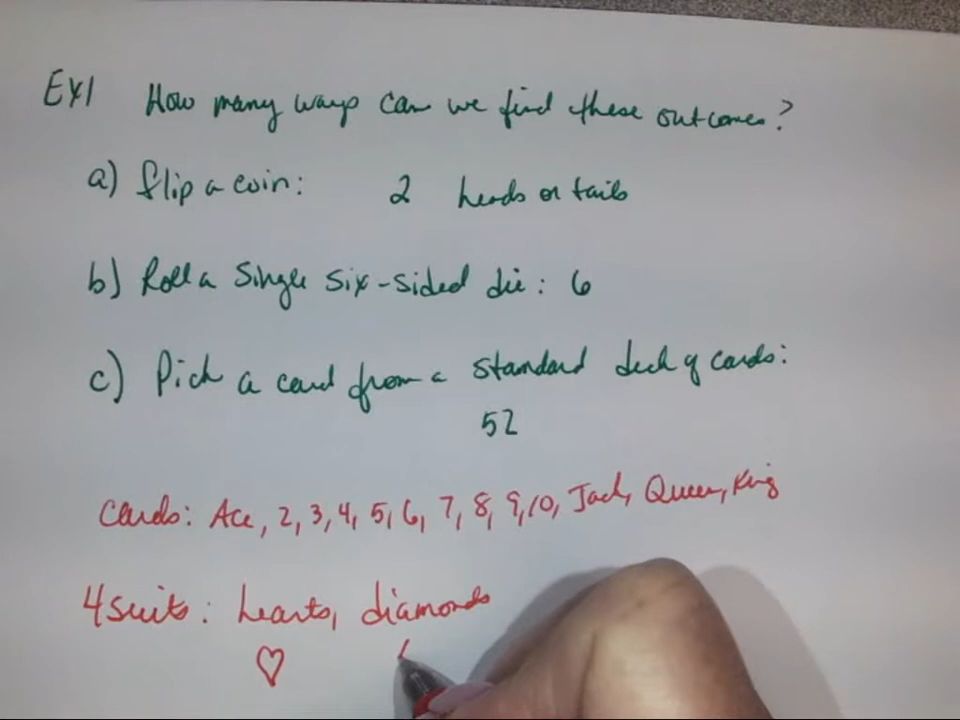 Ex1 How many ways can we find these outcomes?
a) flip a coin: 2 heads or tails
b) Roll a single six-sided die: 6
c) Pick a card from a standard deck of cards:
52
cards: Ace, 2, 3, 4, 5, 6, 7, 8, 9, 10, Jack, Queen, King
4 suits: hearts, diamonds
♡